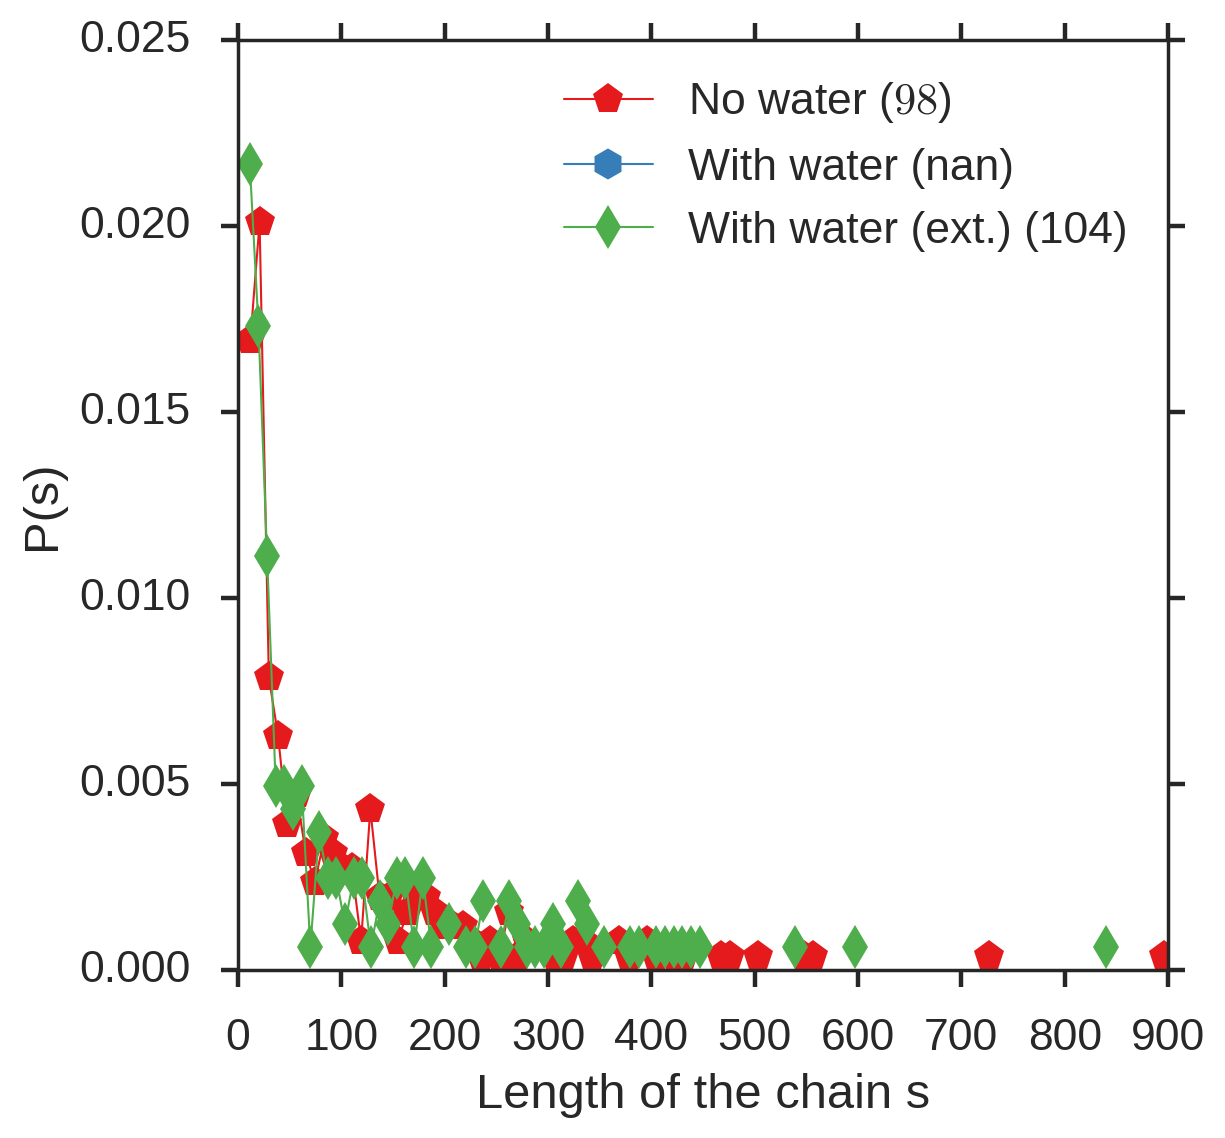 0.025
0.020
0.015
0.010
0.005
0.000
P(s)
No water (98)
With water (nan)
With water (ext.) (104)
0 100 200 300 400 500 600 700 800 900
Length of the chain s